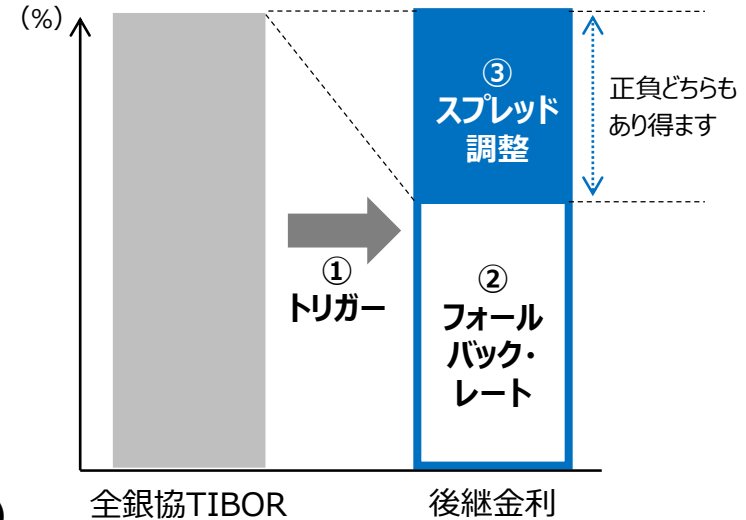 (%)
③
スプレッド
調整
正負どちらも
あり得ます
①
トリガー
②
フォール
バック・
レート
全銀協TIBOR
後継金利
)